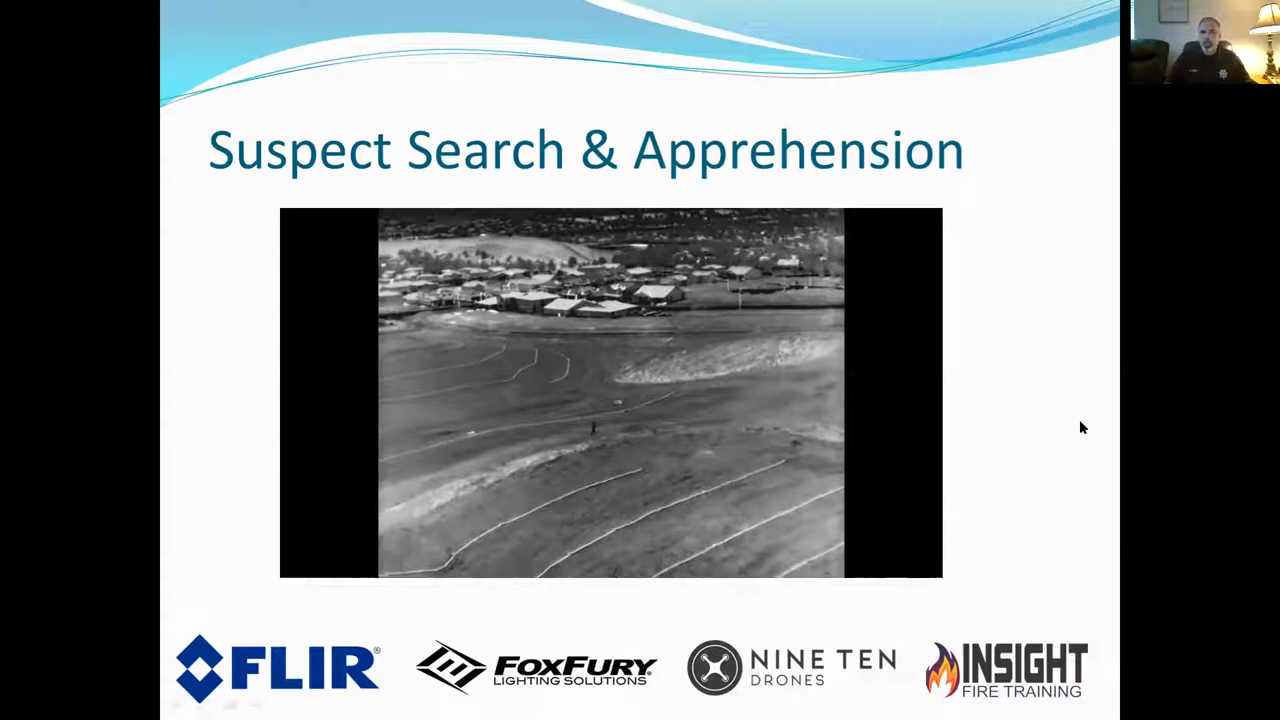 Suspect Search & Apprehension
FLIR®
FOXFURY®
LIGHTING SOLUTIONS
NINE TEN
DRONES
INSIGHT
FIRE TRAINING